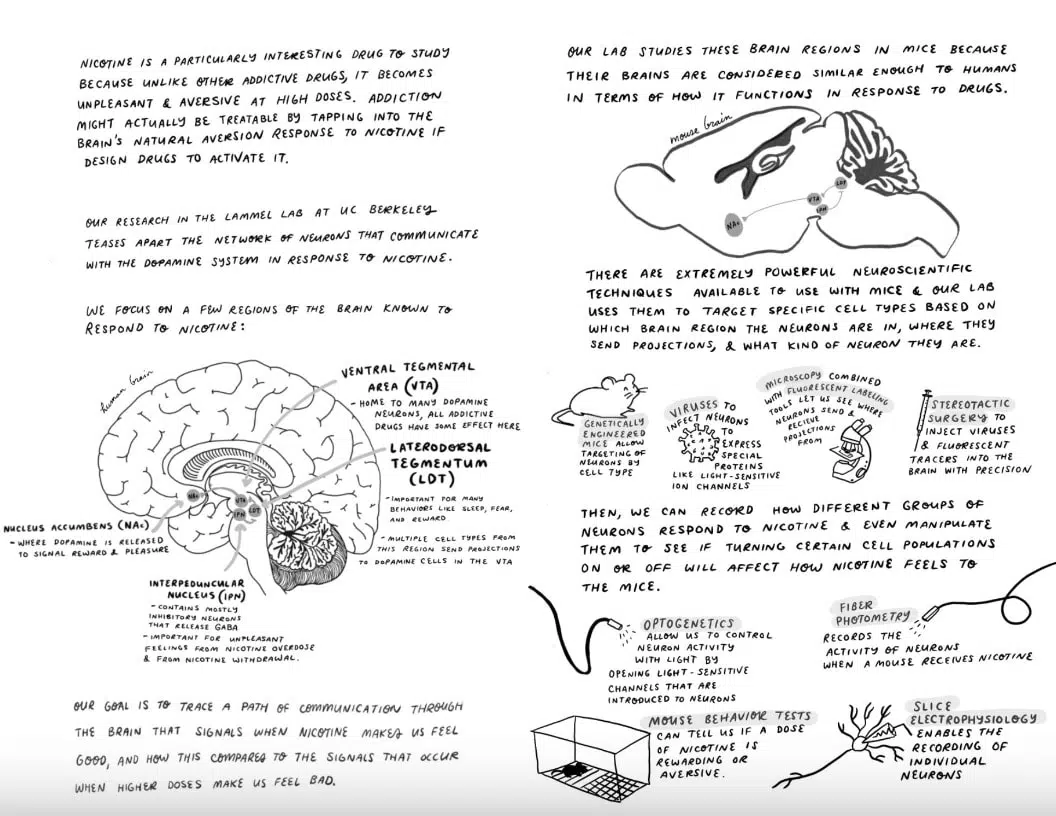 NICOTINE IS A PARTICULARLY INTERESTING DRUG TO STUDY
BECAUSE UNLIKE OTHER ADDICTIVE DRUGS, IT BECOMES
UNPLEASANT & AVERSIVE AT HIGH DOSES. ADDICTION
MIGHT ACTUALLY BE TREATABLE BY TAPPING INTO THE
BRAIN'S NATURAL AVERSION RESPONSE TO NICOTINE IF
DESIGN DRUGS TO ACTIVATE IT.
OUR RESEARCH IN THE LAMMEL LAB AT UC BERKELEY
TEASES APART THE NETWORK OF NEURONS THAT COMMUNICATE
WITH THE DOPAMINE SYSTEM IN RESPONSE TO NICOTINE.
WE FOCUS ON A FEW REGIONS OF THE BRAIN KNOWN TO
RESPOND TO NICOTINE:
human brain
VENTRAL TEGMENTAL
AREA (VTA)
- HOME TO MANY DOPAMINE
NEURONS, ALL ADDICTIVE
DRUGS HAVE SOME EFFECT HERE
LATERODORSAL
TEGMENTUM
(LDT)
- IMPORTANT FOR MANY
BEHAVIORS LIKE SLEEP, FEAR,
AND REWARD.
- MULTIPLE CELL TYPES FROM
THIS REGION SEND PROJECTIONS
TO DOPAMINE CELLS IN THE VTA
NAc
VTA
IPN
LDT
NUCLEUS ACCUMBENS (NAc)
- WHERE DOPAMINE IS RELEASED
TO SIGNAL REWARD & PLEASURE
INTERPEDUNCULAR
NUCLEUS (IPN)
- CONTAINS MOSTLY
INHIBITORY NEURONS
THAT RELEASE GABA
- IMPORTANT FOR UNPLEASANT
FEELINGS FROM NICOTINE OVERDOSE
& FROM NICOTINE WITHDRAWAL.
OUR GOAL IS TO TRACE A PATH OF COMMUNICATION THROUGH
THE BRAIN THAT SIGNALS WHEN NICOTINE MAKES US FEEL
GOOD, AND HOW THIS COMPARES TO THE SIGNALS THAT OCCUR
WHEN HIGHER DOSES MAKE US FEEL BAD.
OUR LAB STUDIES THESE BRAIN REGIONS IN MICE BECAUSE
THEIR BRAINS ARE CONSIDERED SIMILAR ENOUGH TO HUMANS
IN TERMS OF HOW IT FUNCTIONS IN RESPONSE TO DRUGS.
mouse brain
NAc
VTA
IPN
LDT
THERE ARE EXTREMELY POWERFUL NEUROSCIENTIFIC
TECHNIQUES AVAILABLE TO USE WITH MICE & OUR LAB
USES THEM TO TARGET SPECIFIC CELL TYPES BASED ON
WHICH BRAIN REGION THE NEURONS ARE IN, WHERE THEY
SEND PROJECTIONS, & WHAT KIND OF NEURON THEY ARE.
GENETICALLY
ENGINEERED
MICE ALLOW
TARGETING OF
NEURONS BY
CELL TYPE
VIRUSES TO
INFECT NEURONS
TO
EXPRESS
SPECIAL
PROTEINS
LIKE LIGHT-SENSITIVE
ION CHANNELS
MICROSCOPY COMBINED
WITH FLUORESCENT LABELING
TOOLS LET US SEE WHERE
NEURONS SEND &
RECIEVE
PROJECTIONS
FROM
STEREOTACTIC
SURGERY TO
INJECT VIRUSES
& FLUORESCENT
TRACERS INTO THE
BRAIN WITH PRECISION
THEN, WE CAN RECORD HOW DIFFERENT GROUPS OF
NEURONS RESPOND TO NICOTINE & EVEN MANIPULATE
THEM TO SEE IF TURNING CERTAIN CELL POPULATIONS
ON OR OFF WILL AFFECT HOW NICOTINE FEELS TO
THE MICE.
OPTOGENETICS
ALLOW US TO CONTROL
NEURON ACTIVITY
WITH LIGHT BY
OPENING LIGHT-SENSITIVE
CHANNELS THAT ARE
INTRODUCED TO NEURONS
FIBER
PHOTOMETRY
RECORDS THE
ACTIVITY OF NEURONS
WHEN A MOUSE RECEIVES NICOTINE
MOUSE BEHAVIOR TESTS
CAN TELL US IF A DOSE
OF NICOTINE IS
REWARDING OR
AVERSIVE.
SLICE
ELECTROPHYSIOLOGY
ENABLES THE
RECORDING OF
INDIVIDUAL
NEURONS